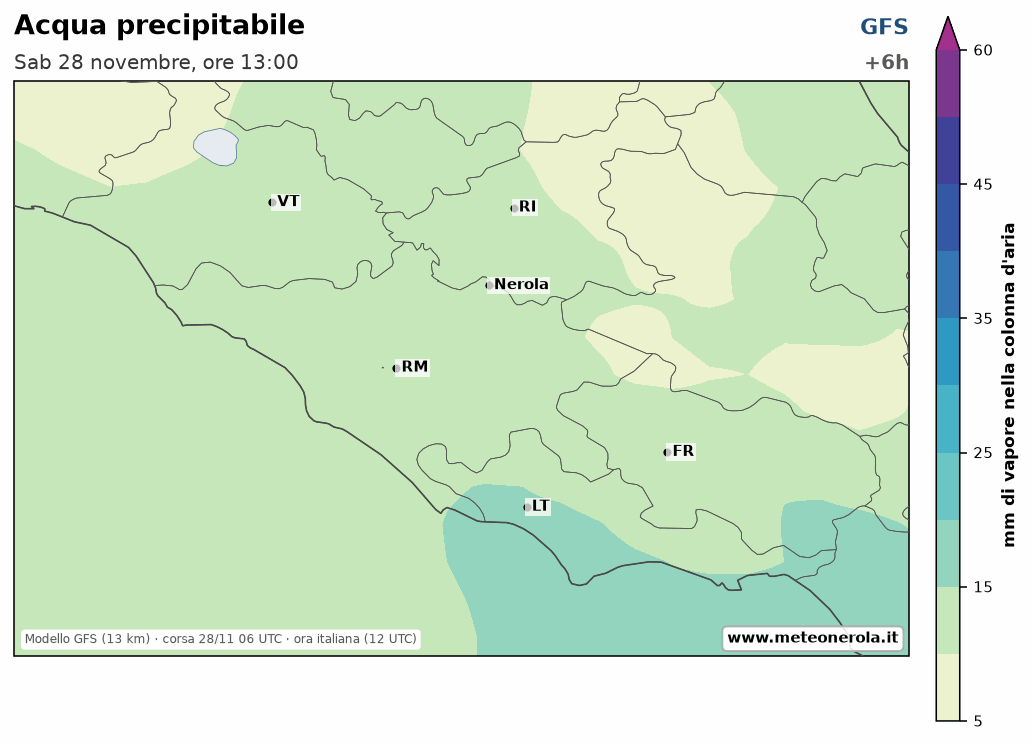 Acqua precipitabile
GFS
Sab 28 novembre, ore 13:00
+6h
60
45
35
25
15
5
mm di vapore nella colonna d'aria
VT
RI
Nerola
RM
FR
LT
Modello GFS (13 km) · corsa 28/11 06 UTC · ora italiana (12 UTC)
www.meteonerola.it